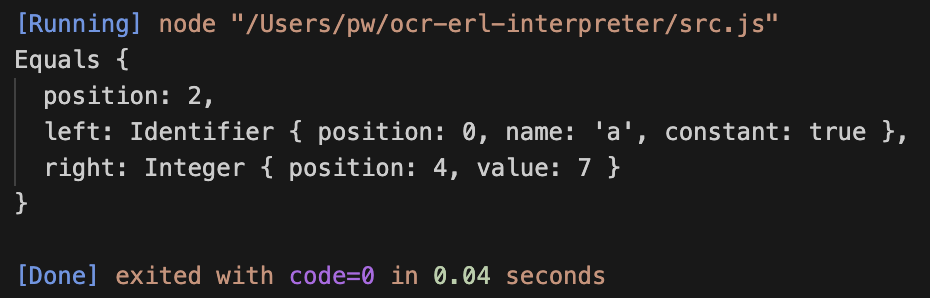 [Running] node "/Users/pw/ocr-erl-interpreter/src.js"
Equals {
  position: 2,
  left: Identifier { position: 0, name: 'a', constant: true },
  right: Integer { position: 4, value: 7 }
}
[Done] exited with code=0 in 0.04 seconds